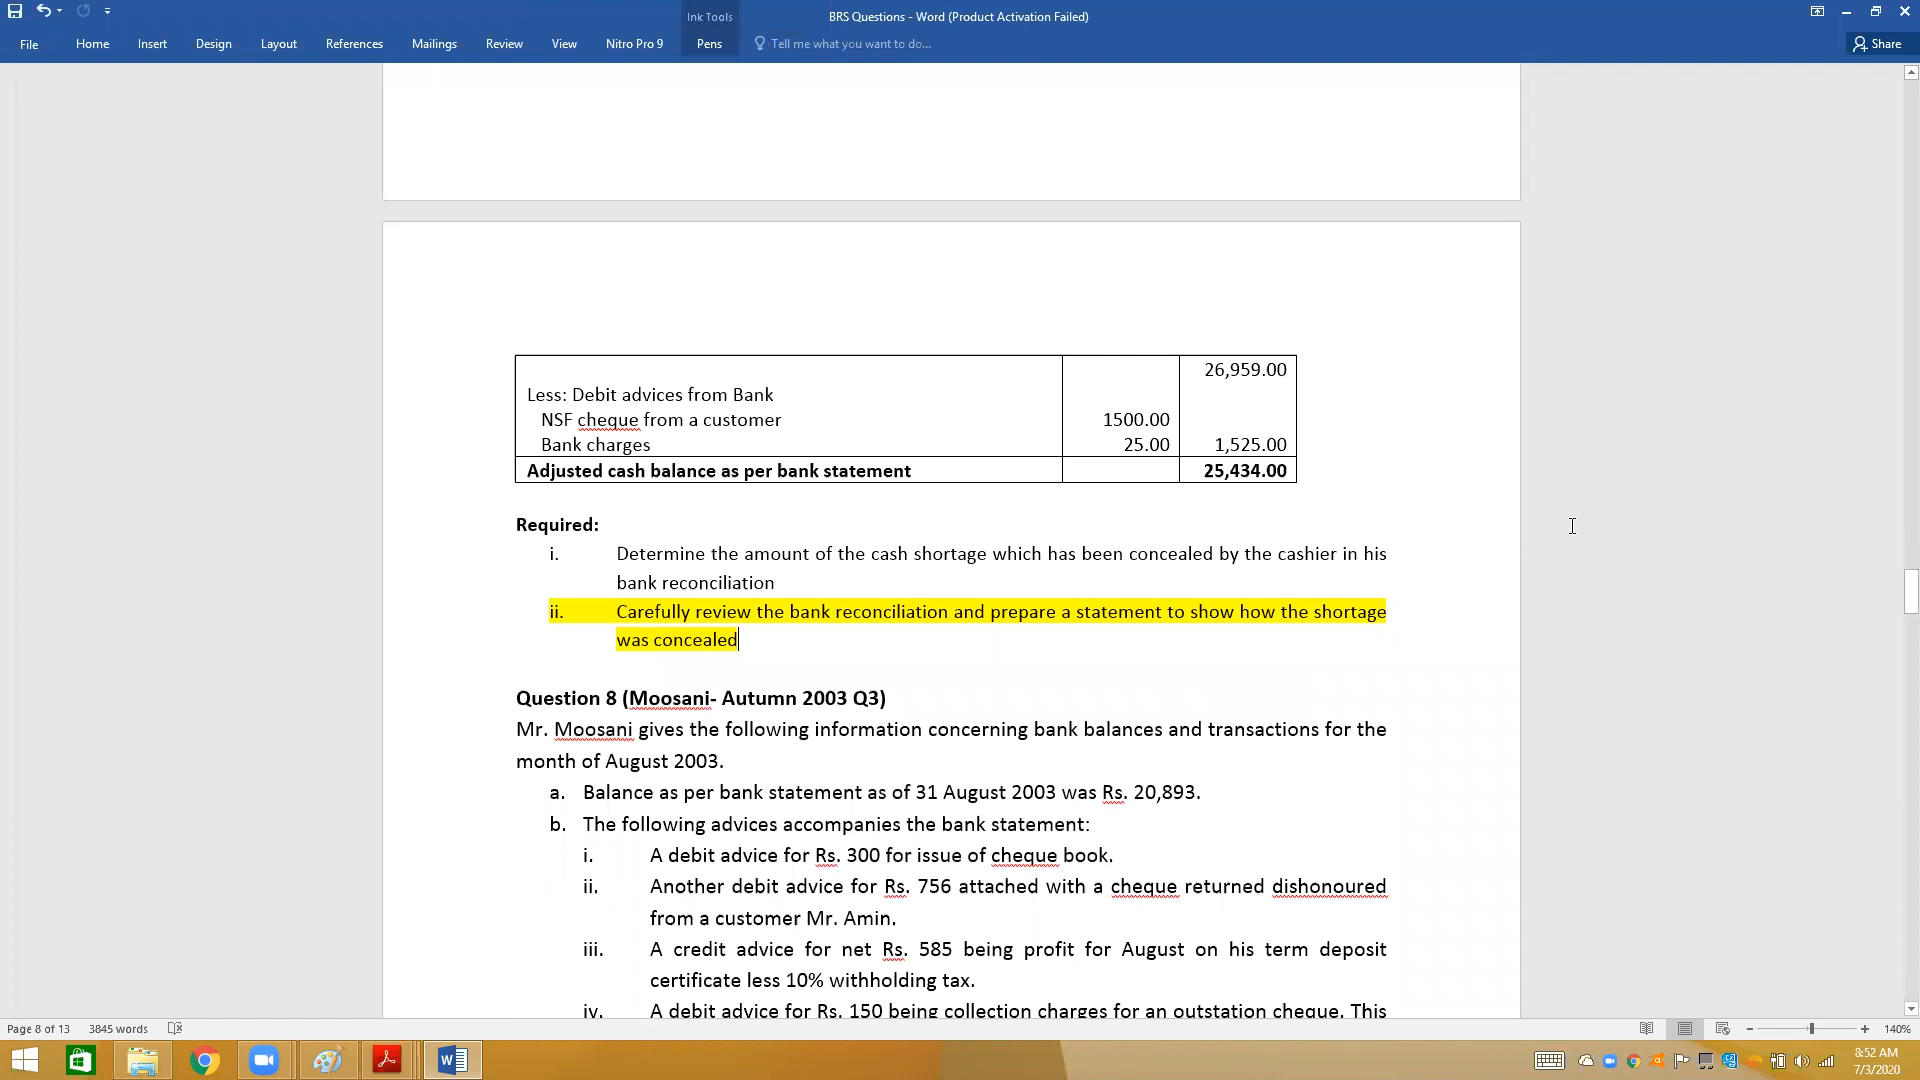 Ink Tools
BRS Questions - Word (Product Activation Failed)
File Home Insert Design Layout References Mailings Review View Nitro Pro 9 Pens Tell me what you want to do... Share
26,959.00
Less: Debit advices from Bank
NSF cheque from a customer 1500.00
Bank charges 25.00 1,525.00
Adjusted cash balance as per bank statement 25,434.00
Required:
i. Determine the amount of the cash shortage which has been concealed by the cashier in his
bank reconciliation
ii. Carefully review the bank reconciliation and prepare a statement to show how the shortage
was concealed
Question 8 (Moosani- Autumn 2003 Q3)
Mr. Moosani gives the following information concerning bank balances and transactions for the
month of August 2003.
a. Balance as per bank statement as of 31 August 2003 was Rs. 20,893.
b. The following advices accompanies the bank statement:
i. A debit advice for Rs. 300 for issue of cheque book.
ii. Another debit advice for Rs. 756 attached with a cheque returned dishonoured
from a customer Mr. Amin.
iii. A credit advice for net Rs. 585 being profit for August on his term deposit
certificate less 10% withholding tax.
iv. A debit advice for Rs. 150 being collection charges for an outstation cheque. This
Page 8 of 13 3845 words 140%
8:52 AM
7/3/2020